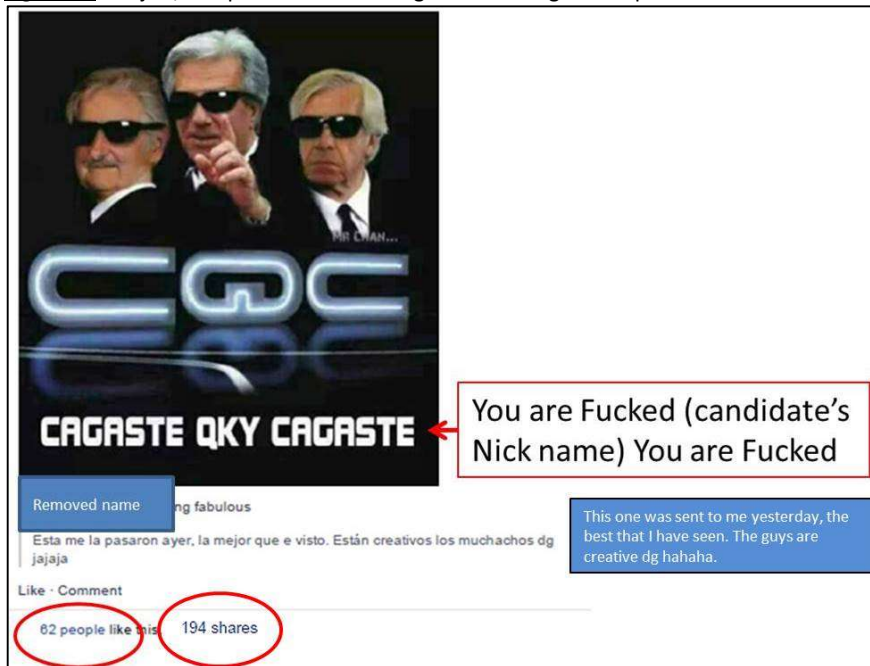 MR CHAN...
CQC
CAGASTE QKY CAGASTE
You are Fucked (candidate's
Nick name) You are Fucked
Removed name
ng fabulous
Esta me la pasaron ayer, la mejor que e visto. Están creativos los muchachos dg
jajaja
This one was sent to me yesterday, the
best that I have seen. The guys are
creative dg hahaha.
Like · Comment
62 people like this
194 shares